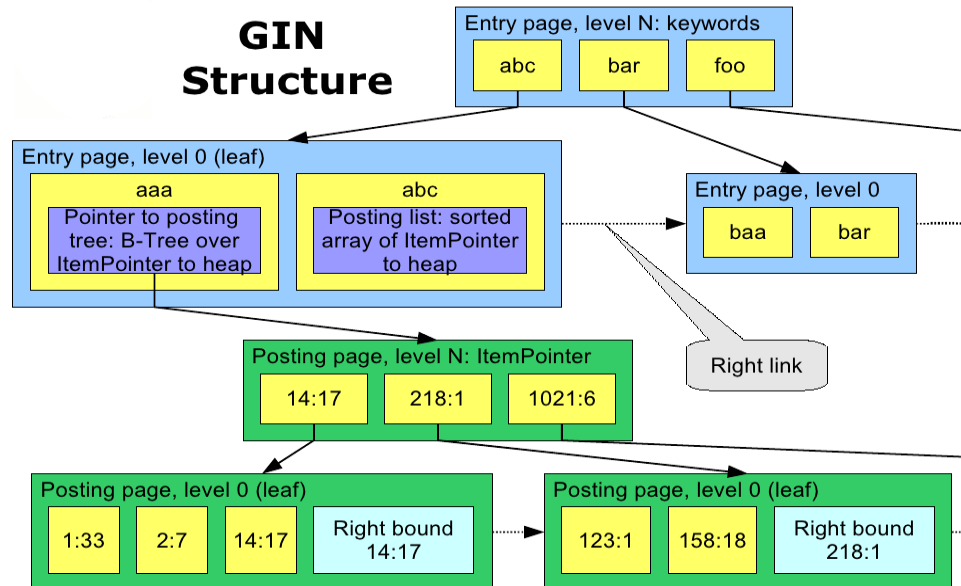 GIN
Structure
Entry page, level N: keywords
abc
bar
foo
Entry page, level 0 (leaf)
aaa
Pointer to posting
tree: B-Tree over
ItemPointer to heap
abc
Posting list: sorted
array of ItemPointer
to heap
Entry page, level 0
baa
bar
Right link
Posting page, level N: ItemPointer
14:17
218:1
1021:6
Posting page, level 0 (leaf)
1:33
2:7
14:17
Right bound
14:17
Posting page, level 0 (leaf)
123:1
158:18
Right bound
218:1